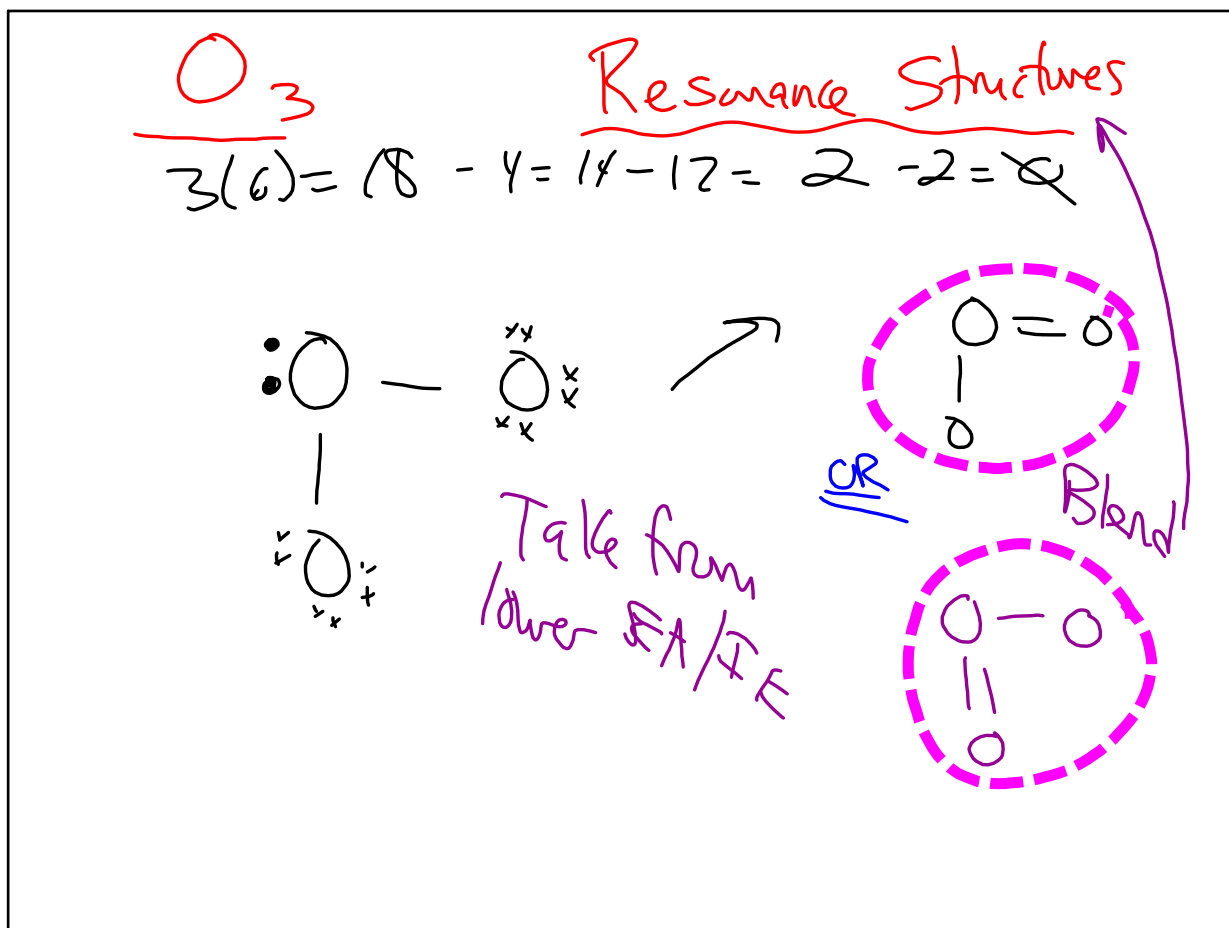 O3
Resonance Structures
3(6) = 18 - 4 = 14 - 12 = 2 - 2 = 0
O - O
O
O = O
O
OR
Blend
Take from
lower EA/IE
O - O
O